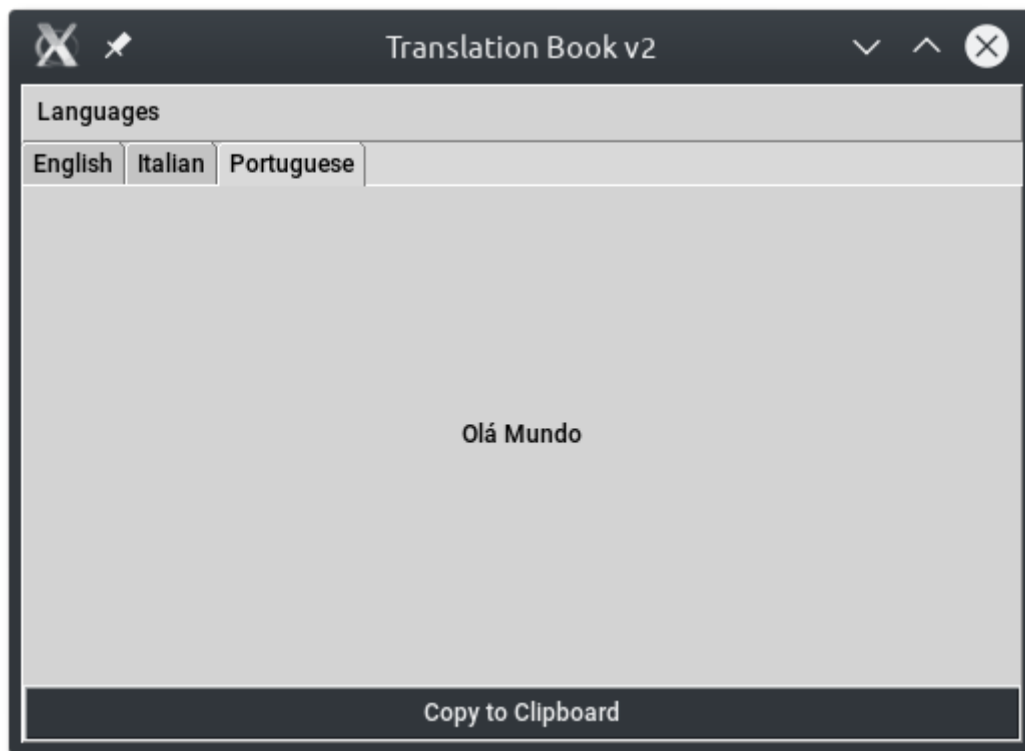 Translation Book v2
Languages
English Italian Portuguese
Olá Mundo
Copy to Clipboard